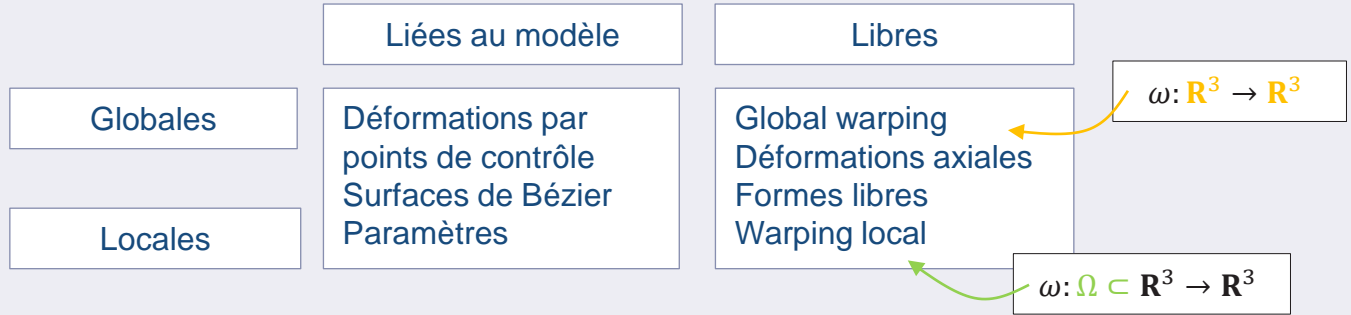 Liées au modèle
Libres
Globales
Locales
Déformations par
points de contrôle
Surfaces de Bézier
Paramètres
Global warping
Déformations axiales
Formes libres
Warping local
ω: R³ → R³
ω: Ω ⊂ R³ → R³